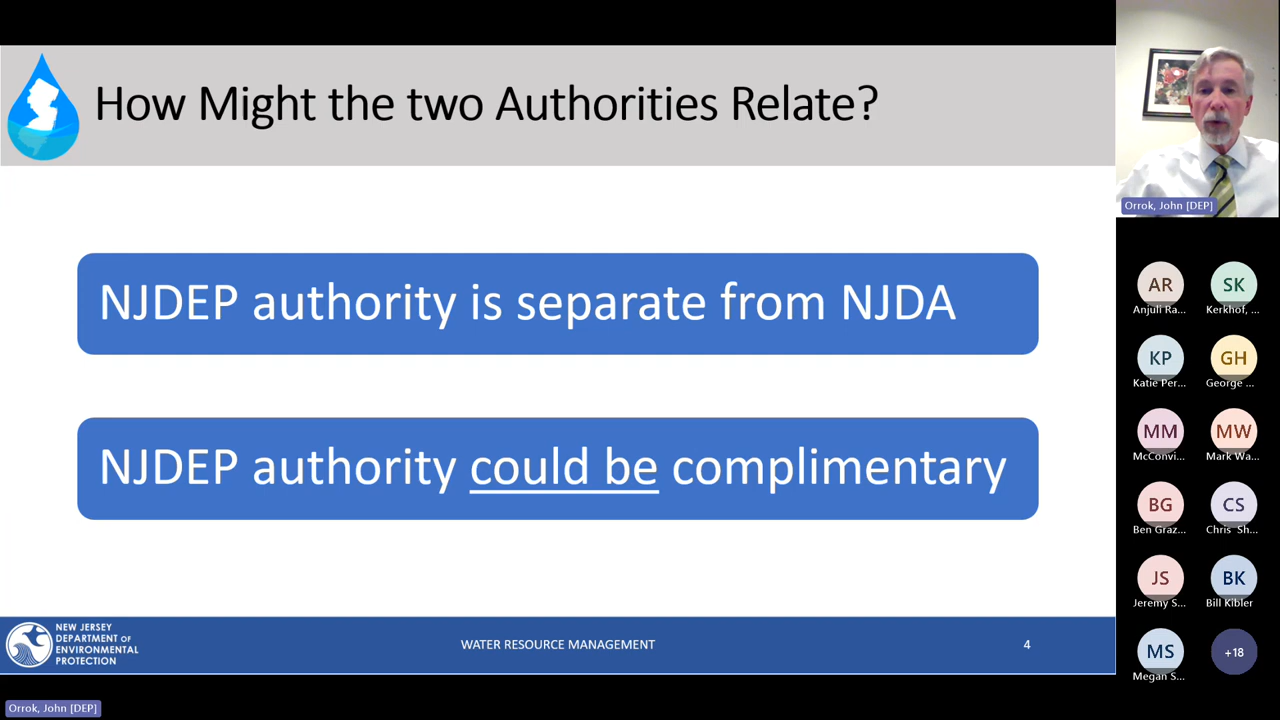 How Might the two Authorities Relate?
NJDEP authority is separate from NJDA
NJDEP authority could be complimentary
NEW JERSEY
DEPARTMENT OF
ENVIRONMENTAL
PROTECTION
WATER RESOURCE MANAGEMENT
4
Orrok, John [DEP]
Orrok, John [DEP]
AR
Anjuli Ra...
SK
Kerkhof, ...
KP
Katie Per...
GH
George ...
MM
McConvi...
MW
Mark Wa...
BG
Ben Graz...
CS
Chris Sh...
JS
Jeremy S...
BK
Bill Kibler
MS
Megan S...
+18